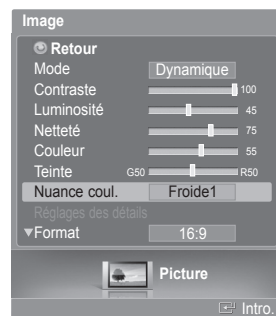 Image
Retour
Mode Dynamique
Contraste 100
Luminosité 45
Netteté 75
Couleur 55
Teinte G50 R50
Nuance coul. Froide1
Réglages des détails
▼Format 16:9
Picture
Intro.